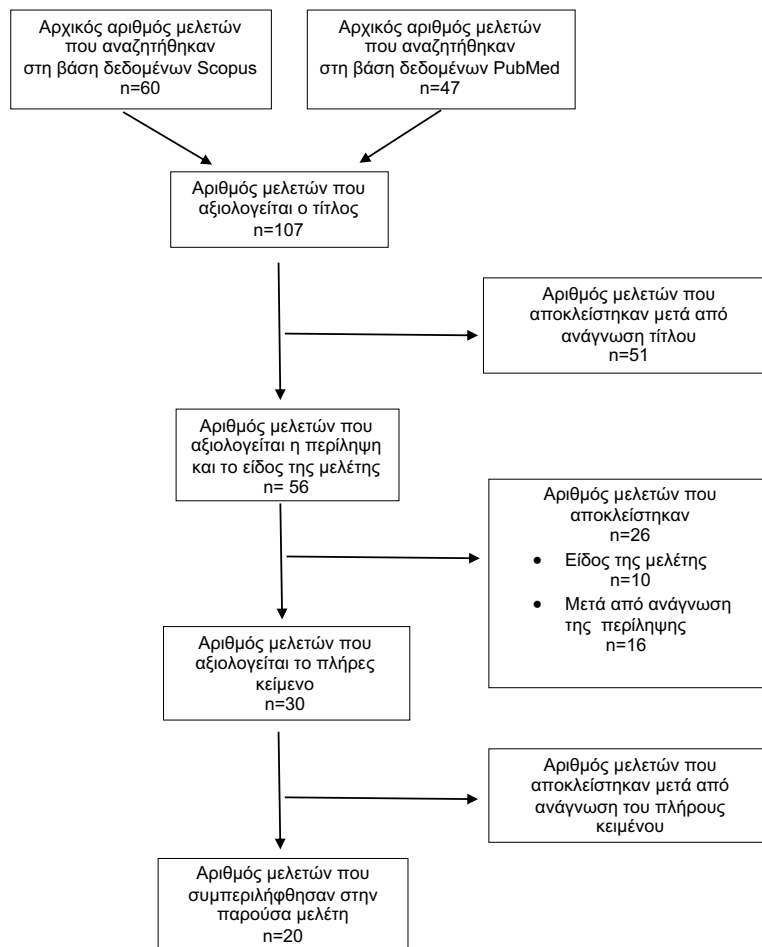 Αρχικός αριθμός μελετών
που αναζητήθηκαν
στη βάση δεδομένων Scopus
n=60
Αρχικός αριθμός μελετών
που αναζητήθηκαν
στη βάση δεδομένων PubMed
n=47
Αριθμός μελετών που
αξιολογείται ο τίτλος
n=107
Αριθμός μελετών που
αποκλείστηκαν μετά από
ανάγνωση τίτλου
n=51
Αριθμός μελετών που
αξιολογείται η περίληψη
και το είδος της μελέτης
n= 56
Αριθμός μελετών που
αποκλείστηκαν
n=26
• Είδος της μελέτης
n=10
• Μετά από ανάγνωση
της περίληψης
n=16
Αριθμός μελετών που
αξιολογείται το πλήρες
κείμενο
n=30
Αριθμός μελετών που
αποκλείστηκαν μετά από
ανάγνωση του πλήρους
κειμένου
Αριθμός μελετών που
συμπεριλήφθησαν στην
παρούσα μελέτη
n=20